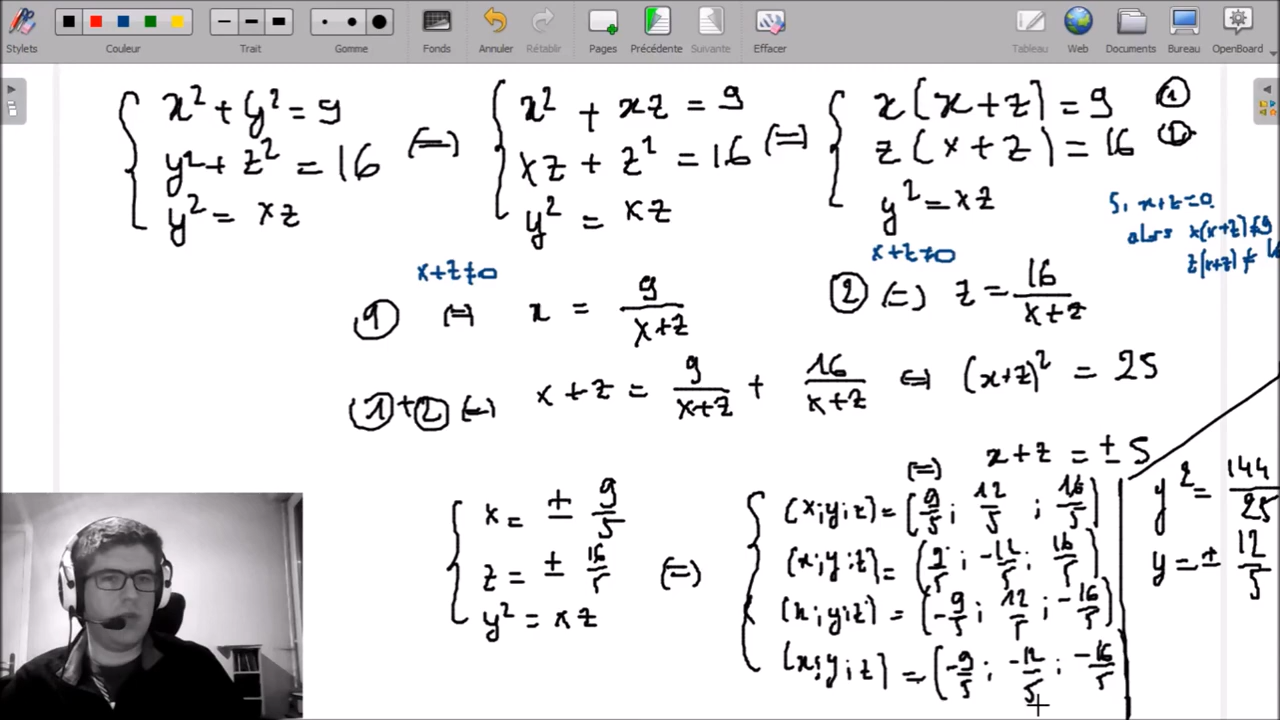 Stylets Couleur Trait Gomme Fonds Annuler Rétablir Pages Précédente Suivante Effacer Tableau Web Documents Bureau OpenBoard
x² + y² = 9
y² + z² = 16
y² = xz
(=)
x² + xz = 9
xz + z² = 16
y² = xz
(=)
x(x+z) = 9 ①
z(x+z) = 16
y² = xz
Si x+z=0
alors x(x+z)≠9
z(x+z)≠
x+z≠0
① (=) x = 9/(x+z)
x+z≠0
② (=) z = 16/(x+z)
①+② (=) x+z = 9/(x+z) + 16/(x+z) (=) (x+z)² = 25
(=) x+z = ±5
x = ± 9/5
z = ± 16/5
y² = xz
(=)
(x;y;z) = (9/5; 12/5; 16/5)
(x;y;z) = (9/5; -12/5; 16/5)
(x;y;z) = (-9/5; 12/5; -16/5)
(x;y;z) = (-9/5; -12/5; -16/5)
y² = 144/25
y = ± 12/5